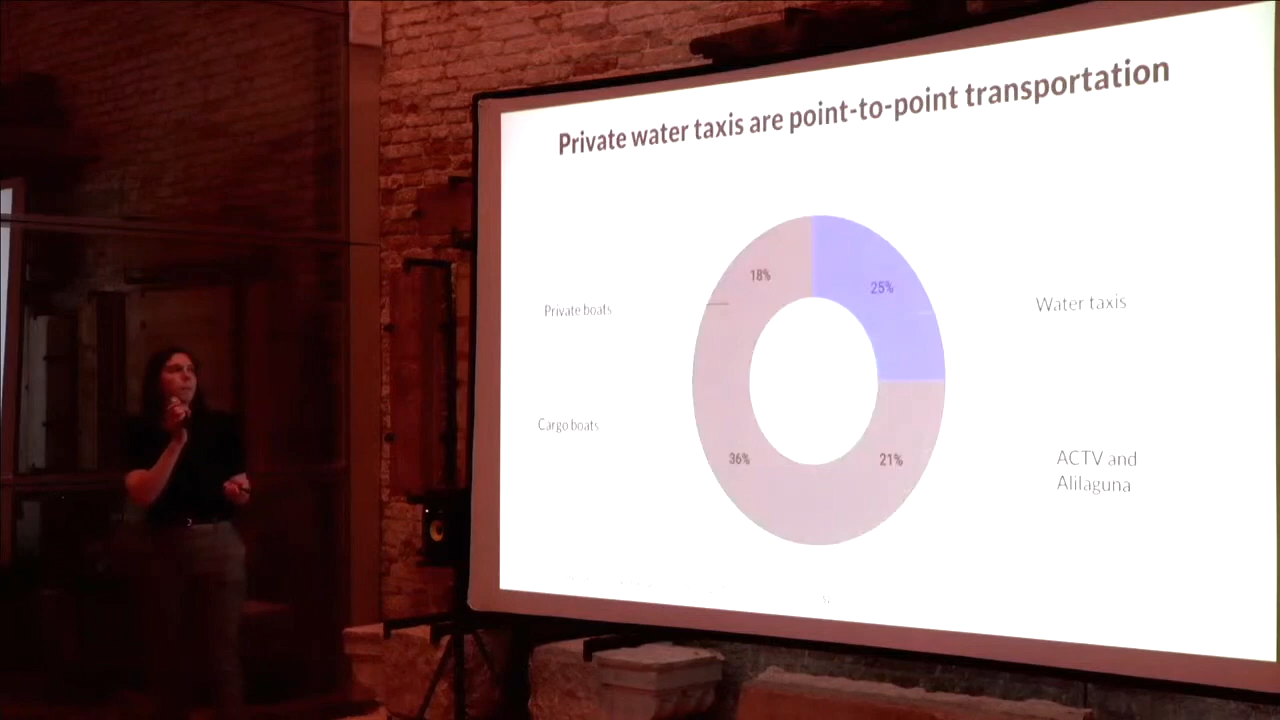 Private water taxis are point-to-point transportation
18%
25%
Private boats
Water taxis
Cargo boats
36%
21%
ACTV and
Alilaguna